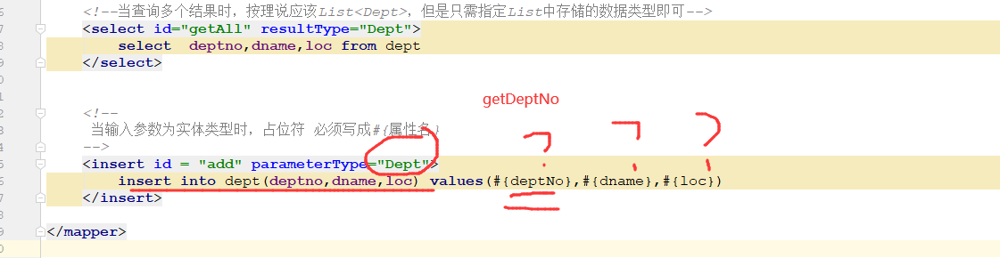 <!--当查询多个结果时，按理说应该List<Dept>，但是只需指定List中存储的数据类型即可-->
<select id="getAll" resultType="Dept">
select  deptno,dname,loc from dept
</select>
getDeptNo
<!--
当输入参数为实体类型时，占位符 必须写成#{属性名}
-->
? ? ?
<insert id = "add" parameterType="Dept">
insert into dept(deptno,dname,loc) values(#{deptNo},#{dname},#{loc})
</insert>
</mapper>